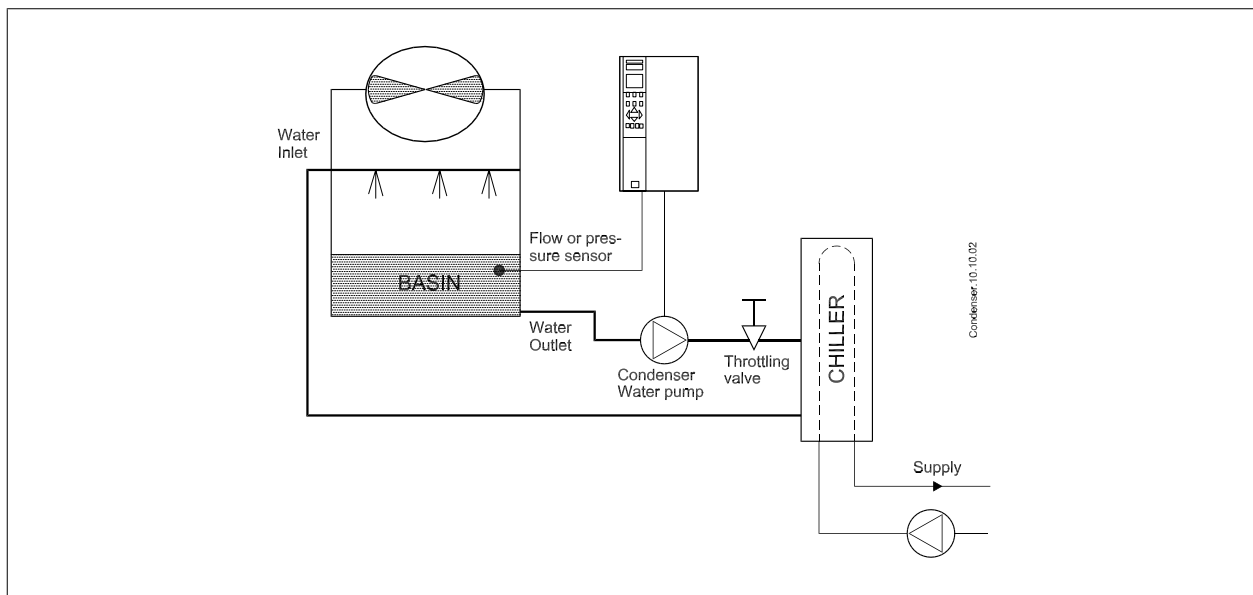 Water
Inlet
Flow or pres-
sure sensor
BASIN
Water
Outlet
Condenser
Water pump
Throttling
valve
CHILLER
Supply
Condenser.10.10.02